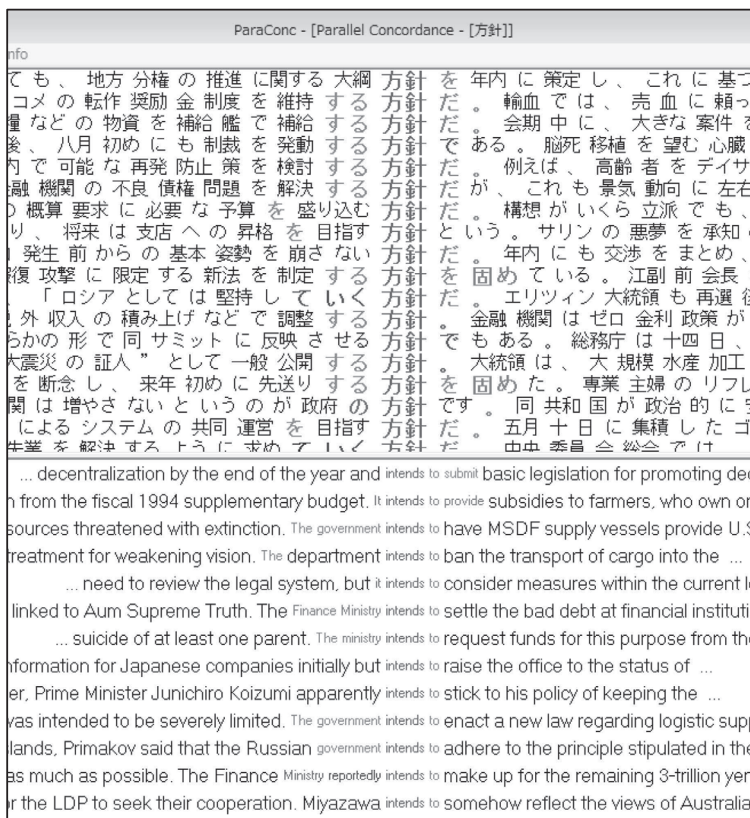 ParaConc - [Parallel Concordance - [方針]]
nfo
ても 、 地方 分権 の 推進 に関する 大綱 方針 を 年内 に 策定 し 、 これ に 基づ
コメ の 転作 奨励 金 制度 を 維持 する 方針 だ 。 輸血 で は 、 売 血 に 頼っ
など の 物資 を 補給 艦 で 補給 する 方針 だ 。 会期 中 に 、 大きな 案件
後 、 八月 初め に も 制裁 を 発動 する 方針 で ある 。 脳死 移植 を 望む 心臓
内 で 可能 な 再発 防止 策 を 検討 する 方針 だ 。 例えば 、 高齢 者 を デイサ
融 機関 の 不良 債権 問題 を 解決 する 方針 だ が 、 これ も 景気 動向 に 左右
概算 要求 に 必要 な 予算 を 盛り込む 方針 だ 。 構想 が いくら 立派 で も 、
り 、 将来 は 支店 へ の 昇格 を 目指す 方針 と いう 。 サリン の 悪夢 を 承知
発生 前 から の 基本 姿勢 を 崩さ ない 方針 だ 。 年内 に も 交渉 を まとめ 、
復 攻撃 に 限定 する 新法 を 制定 する 方針 を 固め て いる 。 江副 前 会長
「 ロシア として は 堅持 し て いく 方針 だ 。 エリツィン 大統領 も 再選
外 収入 の 積み上げ など で 調整 する 方針 。 金融 機関 は ゼロ 金利 政策 が
らか の 形 で 同 サミット に 反映 さ せる 方針 で も ある 。 総務庁 は 十四 日 、
大震災 の 証人 ” として 一般 公開 する 方針 。 大統領 は 、 大 規模 水産 加工
を 断念 し 、 来年 初め に 先送り する 方針 を 固め た 。 専業 主婦 の リフレ
関 は 増やさ ない と いう の が 政府 の 方針 です 。 同 共和 国 が 政治 的 に
による システム の 共同 運営 を 目指す 方針 だ 。 五月 十 日 に 集積 し た ゴ
失業 を 解決 する よう に 求め て いく 方針 だ 。 中央 委員 会 総会 で は
... decentralization by the end of the year and intends to submit basic legislation for promoting dec
n from the fiscal 1994 supplementary budget. It intends to provide subsidies to farmers, who own or
sources threatened with extinction. The government intends to have MSDF supply vessels provide U.S
treatment for weakening vision. The department intends to ban the transport of cargo into the ...
... need to review the legal system, but it intends to consider measures within the current l
linked to Aum Supreme Truth. The Finance Ministry intends to settle the bad debt at financial instituti
... suicide of at least one parent. The ministry intends to request funds for this purpose from the
nformation for Japanese companies initially but intends to raise the office to the status of ...
er, Prime Minister Junichiro Koizumi apparently intends to stick to his policy of keeping the ...
vas intended to be severely limited. The government intends to enact a new law regarding logistic supp
slands, Primakov said that the Russian government intends to adhere to the principle stipulated in the
as much as possible. The Finance Ministry reportedly intends to make up for the remaining 3-trillion yen
r the LDP to seek their cooperation. Miyazawa intends to somehow reflect the views of Australia